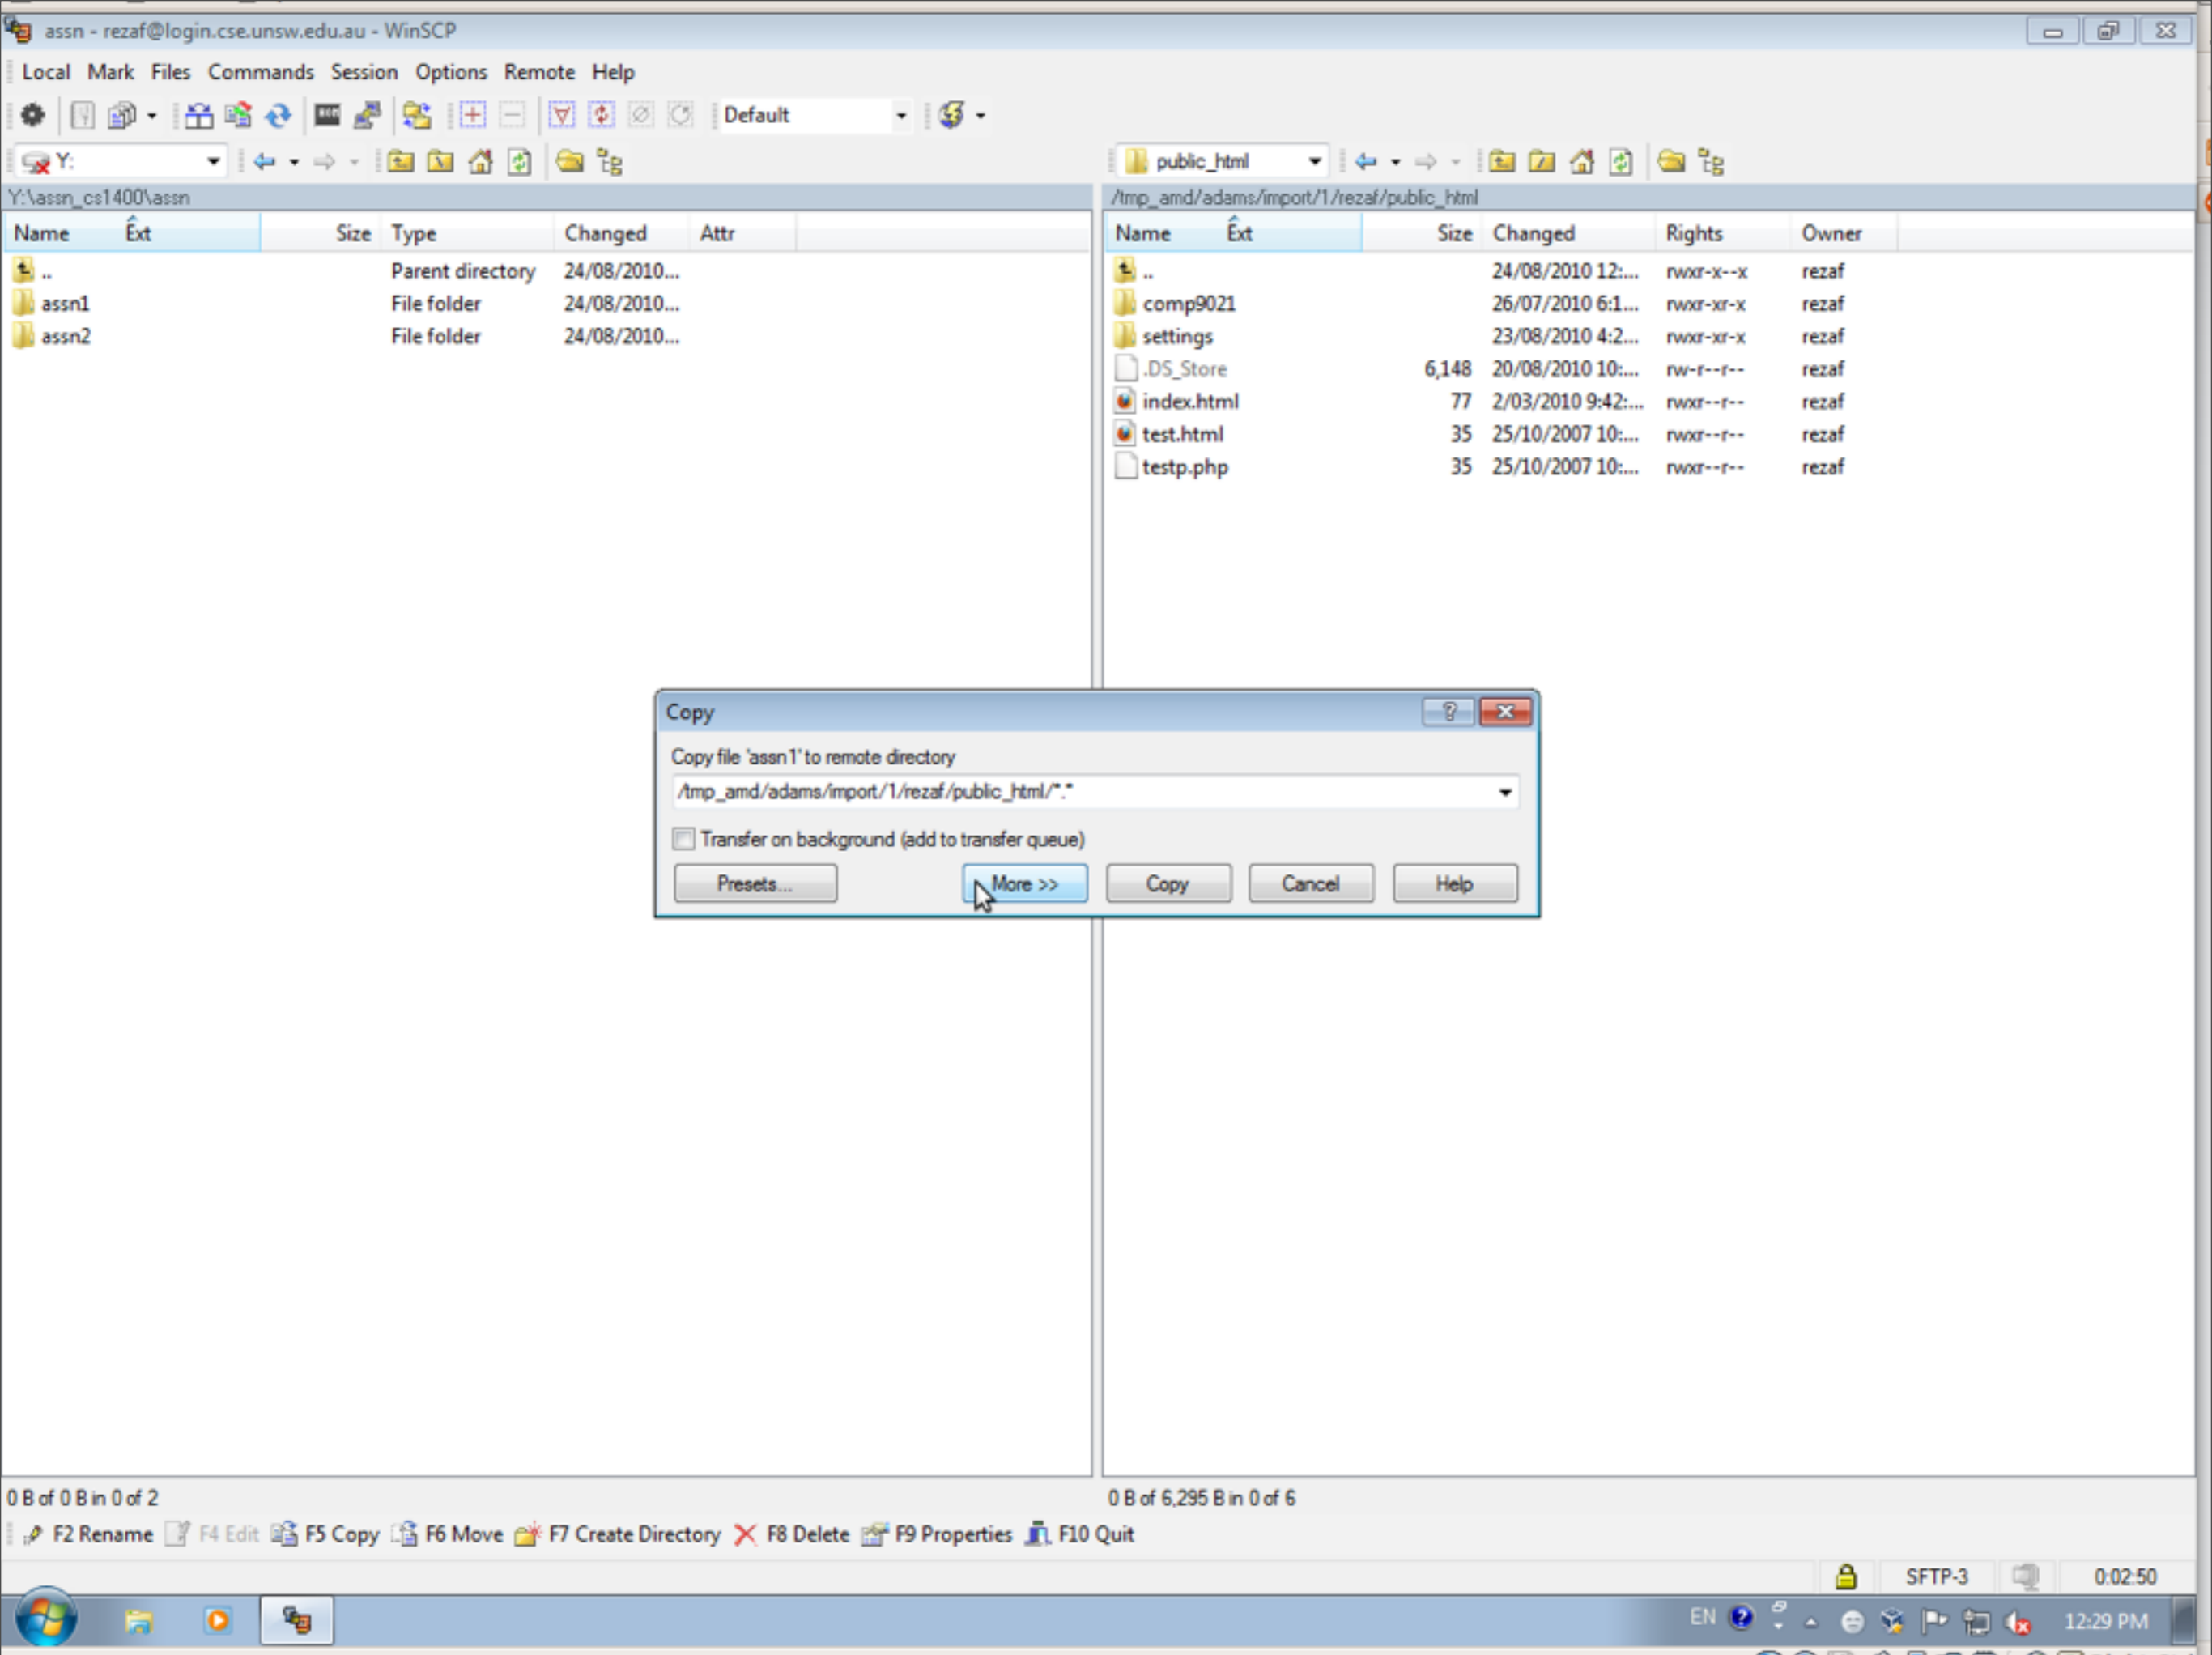 assn - rezaf@login.cse.unsw.edu.au - WinSCP
Local Mark Files Commands Session Options Remote Help
Default
Y: public_html
Y:\assn_cs1400\assn /tmp_amd/adams/import/1/rezaf/public_html
Name Ext Size Type Changed Attr Name Ext Size Changed Rights Owner
.. Parent directory 24/08/2010... .. 24/08/2010 12:... rwxr-x--x rezaf
assn1 File folder 24/08/2010... comp9021 26/07/2010 6:1... rwxr-xr-x rezaf
assn2 File folder 24/08/2010... settings 23/08/2010 4:2... rwxr-xr-x rezaf
.DS_Store 6,148 20/08/2010 10:... rw-r--r-- rezaf
index.html 77 2/03/2010 9:42:... rwxr--r-- rezaf
test.html 35 25/10/2007 10:... rwxr--r-- rezaf
testp.php 35 25/10/2007 10:... rwxr--r-- rezaf
Copy
Copy file 'assn1' to remote directory
/tmp_amd/adams/import/1/rezaf/public_html/*.*
Transfer on background (add to transfer queue)
Presets... More >> Copy Cancel Help
0 B of 0 B in 0 of 2 0 B of 6,295 B in 0 of 6
F2 Rename F4 Edit F5 Copy F6 Move F7 Create Directory F8 Delete F9 Properties F10 Quit
SFTP-3 0:02:50
EN 12:29 PM